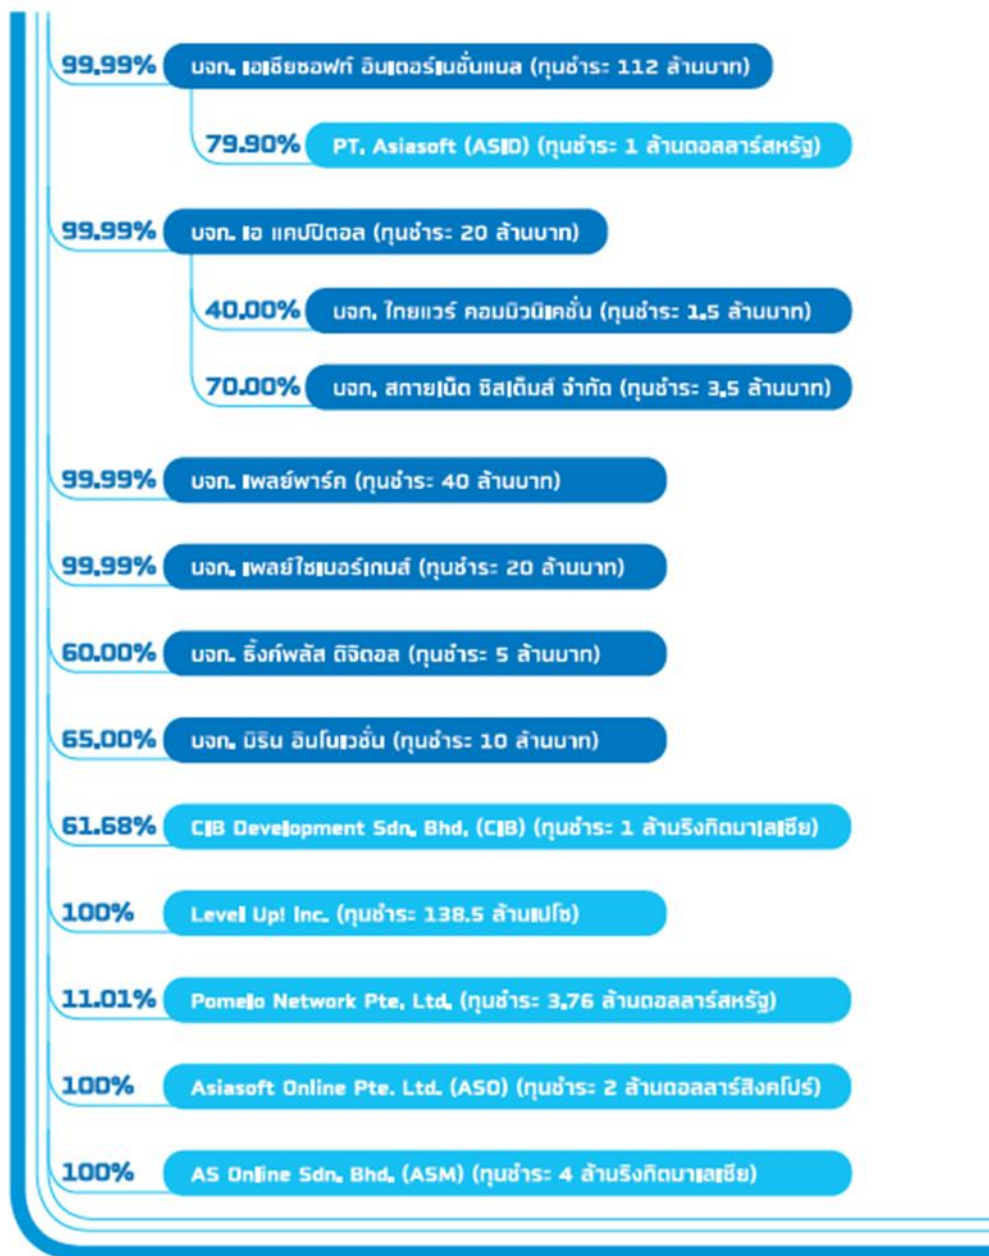 99.99% บจก. เอเชียซอฟท์ อินเตอร์เนชั่นแนล (ทุนชำระ 112 ล้านบาท)
79.90% PT. Asiasoft (ASID) (ทุนชำระ 1 ล้านดอลลาร์สหรัฐ)
99.99% บจก. เอ แคปปิตอล (ทุนชำระ 20 ล้านบาท)
40.00% บจก. ไทยแวร์ คอมมิวนิเคชั่น (ทุนชำระ 1.5 ล้านบาท)
70.00% บจก. สกายเน็ต ซิสเต็มส์ จำกัด (ทุนชำระ 3.5 ล้านบาท)
99.99% บจก. เพลย์พาร์ค (ทุนชำระ 40 ล้านบาท)
99.99% บจก. เพลย์ไซเบอร์เกมส์ (ทุนชำระ 20 ล้านบาท)
60.00% บจก. ธิ้งก์พลัส ดิจิตอล (ทุนชำระ 5 ล้านบาท)
65.00% บจก. มิริน อินโนเวชั่น (ทุนชำระ 10 ล้านบาท)
61.68% CIB Development Sdn. Bhd. (CIB) (ทุนชำระ 1 ล้านริงกิตมาเลเซีย)
100% Level Up! Inc. (ทุนชำระ 138.5 ล้านเปโซ)
11.01% Pomelo Network Pte. Ltd. (ทุนชำระ 3.76 ล้านดอลลาร์สหรัฐ)
100% Asiasoft Online Pte. Ltd. (ASO) (ทุนชำระ 2 ล้านดอลลาร์สิงคโปร์)
100% AS Online Sdn. Bhd. (ASM) (ทุนชำระ 4 ล้านริงกิตมาเลเซีย)